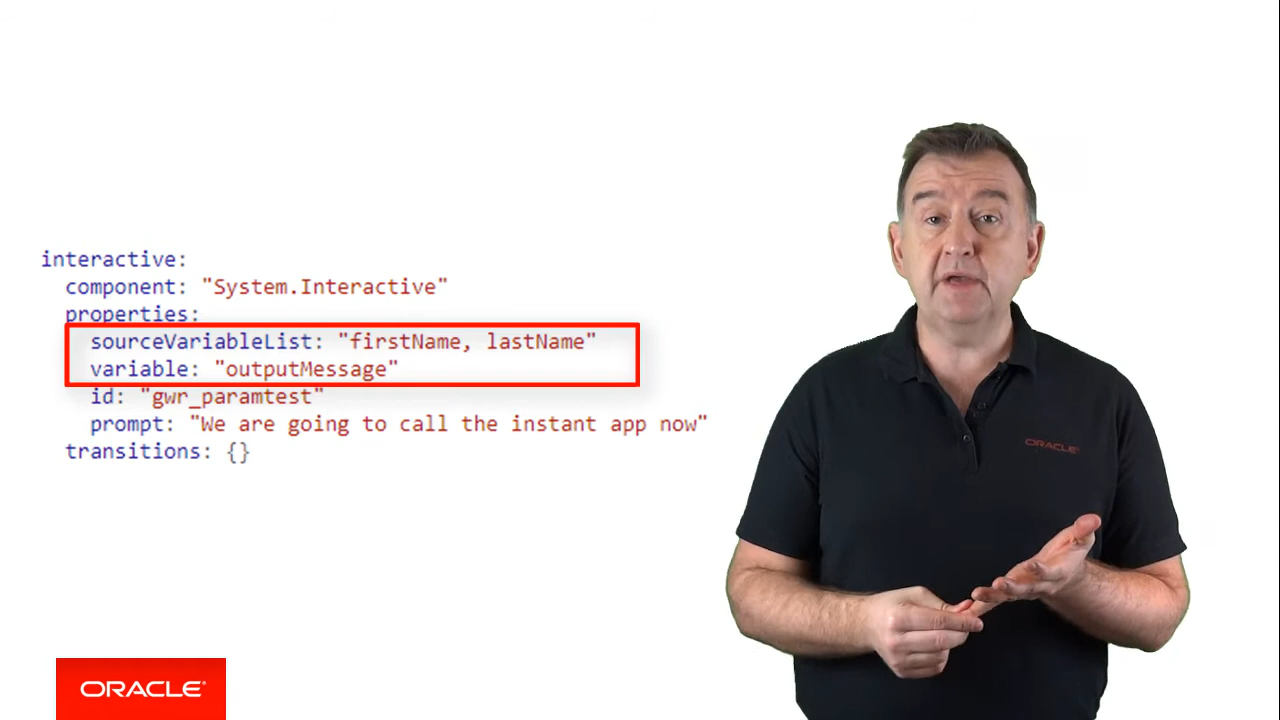 interactive:
component: "System.Interactive"
properties:
sourceVariableList: "firstName, lastName"
variable: "outputMessage"
id: "gwr_paramtest"
prompt: "We are going to call the instant app now"
transitions: {}
ORACLE
ORACLE